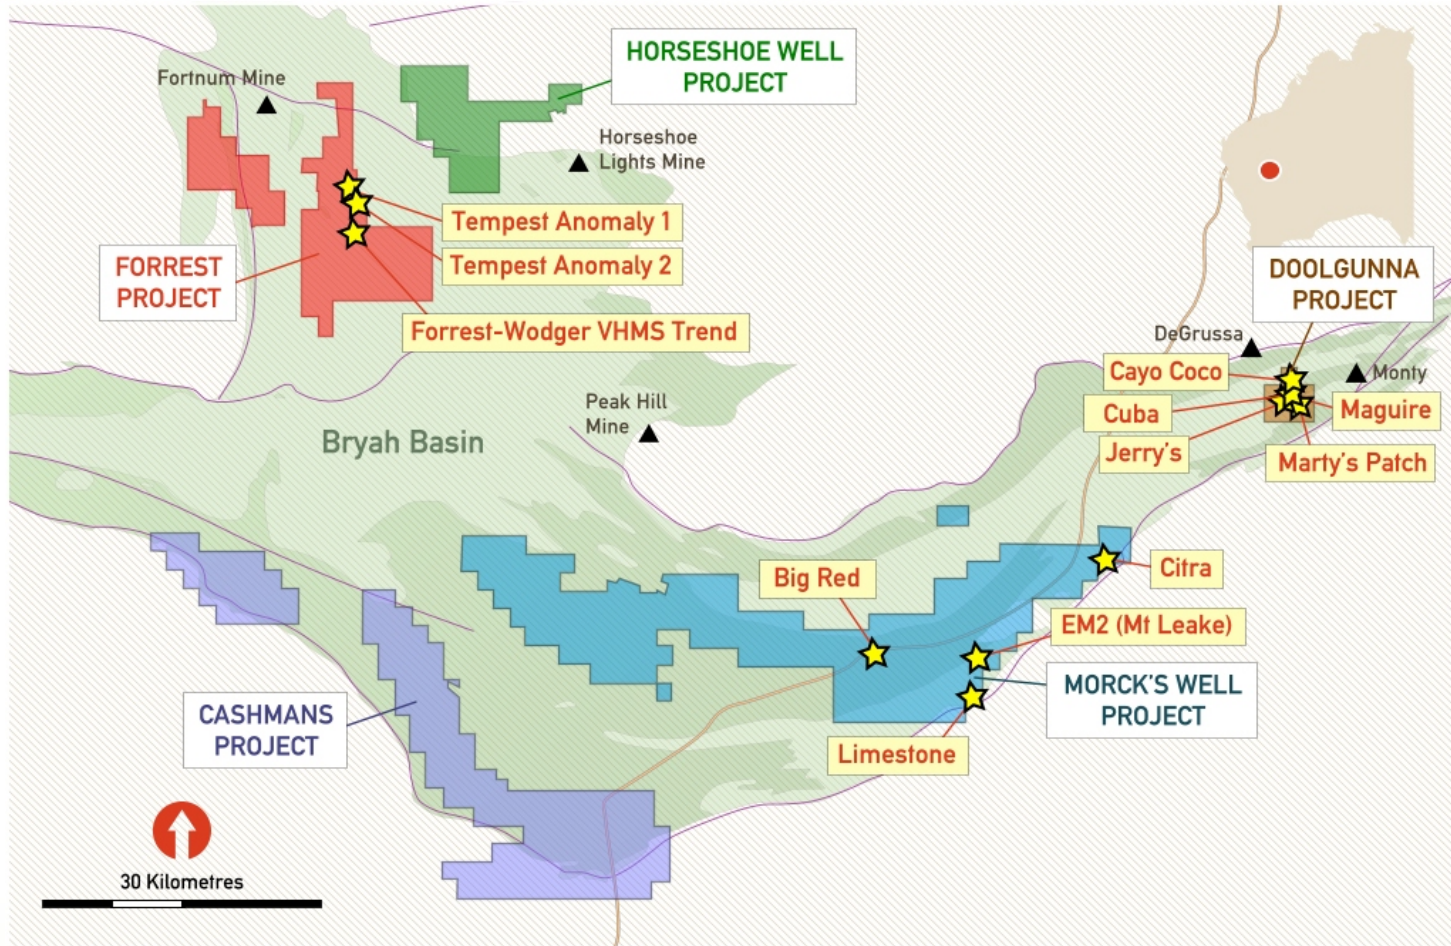 HORSESHOE WELL
PROJECT
Fortnum Mine
Horseshoe
Lights Mine
Tempest Anomaly 1
Tempest Anomaly 2
FORREST
PROJECT
Forrest-Wodger VHMS Trend
DOOLGUNNA
PROJECT
DeGrussa
Monty
Cayo Coco
Cuba
Maguire
Jerry's
Marty's Patch
Peak Hill
Mine
Bryah Basin
Big Red
Citra
EM2 (Mt Leake)
MORCK'S WELL
PROJECT
Limestone
CASHMANS
PROJECT
30 Kilometres